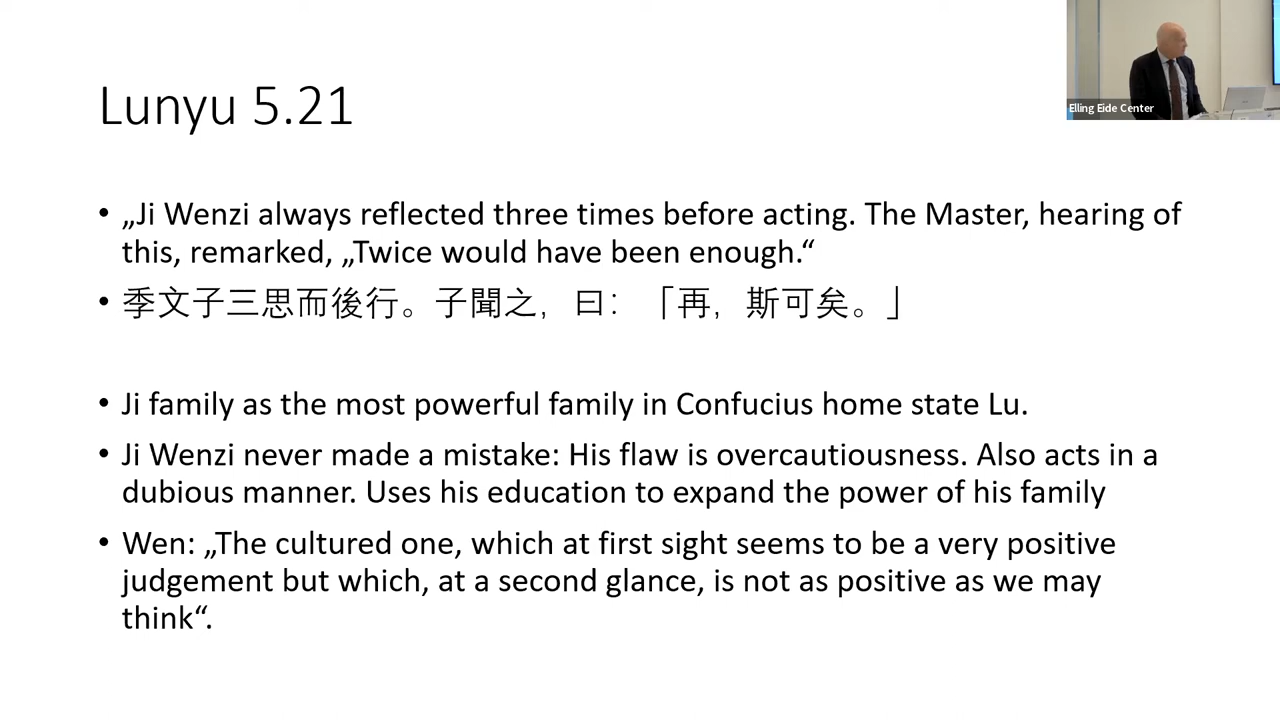 Lunyu 5.21
Elling Eide Center
• „Ji Wenzi always reflected three times before acting. The Master, hearing of
this, remarked, „Twice would have been enough.“
• 季文子三思而後行。子聞之，曰：「再，斯可矣。」
• Ji family as the most powerful family in Confucius home state Lu.
• Ji Wenzi never made a mistake: His flaw is overcautiousness. Also acts in a
dubious manner. Uses his education to expand the power of his family
• Wen: „The cultured one, which at first sight seems to be a very positive
judgement but which, at a second glance, is not as positive as we may
think“.